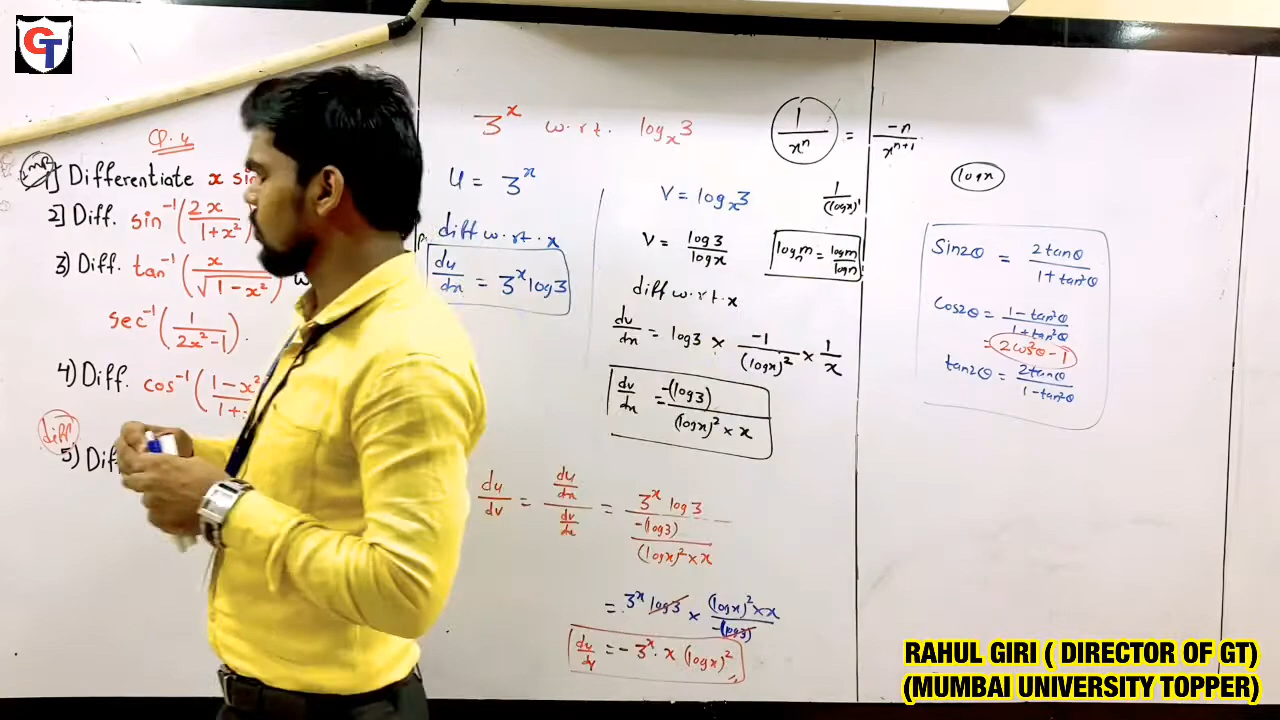 GT
Q.4
Imp 1] Differentiate x sin
2] Diff. sin⁻¹(2x/1+x²)
3) Diff. tan⁻¹(x/√1-x²) w
sec⁻¹(1/2x²-1).
4) Diff. cos⁻¹(1-x²/1+
diff
5) Dif
3ˣ w.r.t. logₓ3
u = 3ˣ
diff w.r.t. x
du/dx = 3ˣ log3
v = logₓ3
v = log3/logx
logₙm = logm/logn
diff w.r.t. x
dv/dx = log3 × -1/(logx)² × 1/x
dv/dx = -(log3)/(logx)² × x
du/dv = du/dx / dv/dx = 3ˣ log3 / -(log3)/(logx)² × x
= 3ˣ log3 × (logx)² × x/-(log3)
du/dv = -3ˣ. x (logx)²
1/xⁿ = -n/xⁿ⁺¹
1/(logx)¹
logx
Sin2θ = 2tanθ/1+tan²θ
Cos2θ = 1-tan²θ/1+tan²θ
= 2cos²θ-1
tan2θ = 2tanθ/1-tan²θ
RAHUL GIRI ( DIRECTOR OF GT)
(MUMBAI UNIVERSITY TOPPER)